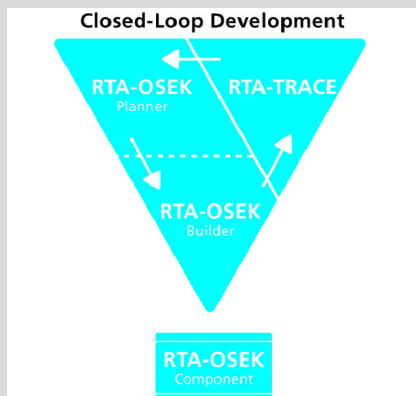 Closed-Loop Development
RTA-OSEK
Planner
RTA-TRACE
RTA-OSEK
Builder
RTA-OSEK
Component